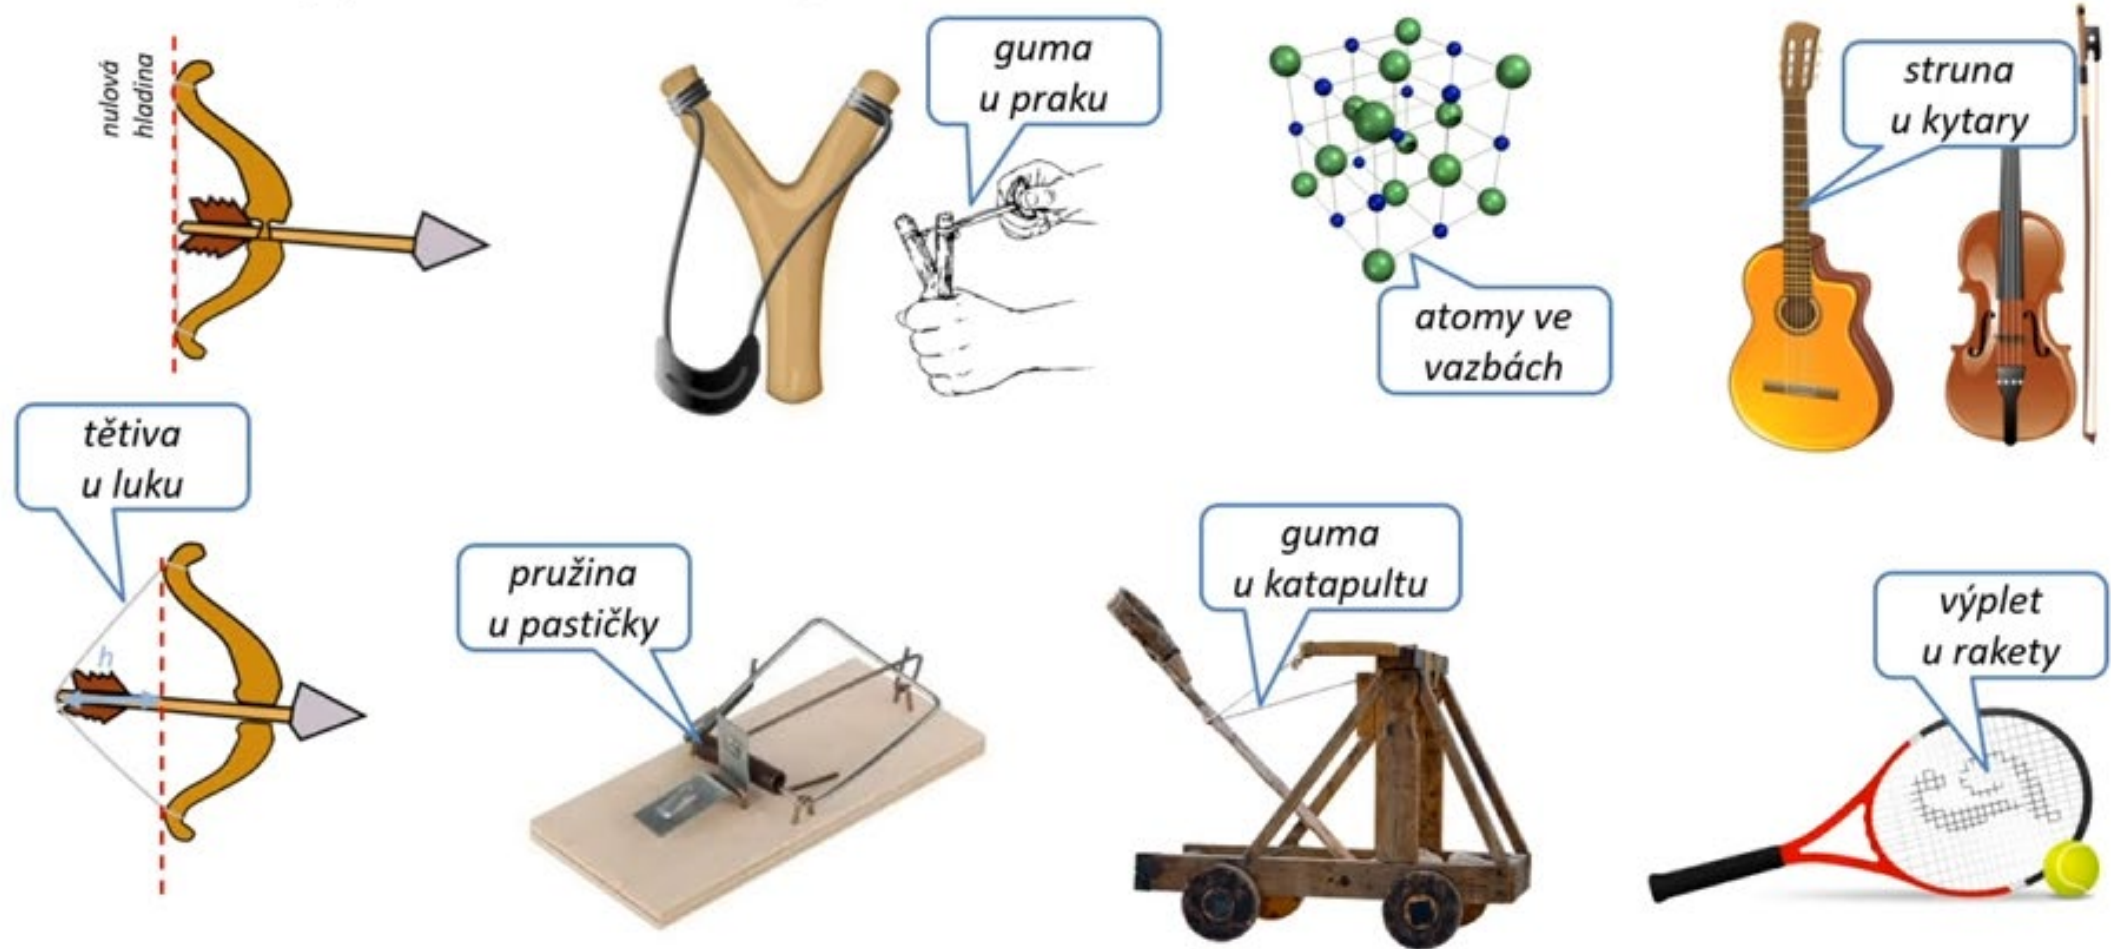 nulová
hladina
guma
u praku
atomy ve
vazbách
struna
u kytary
tětiva
u luku
h
pružina
u pastičky
guma
u katapultu
výplet
u rakety